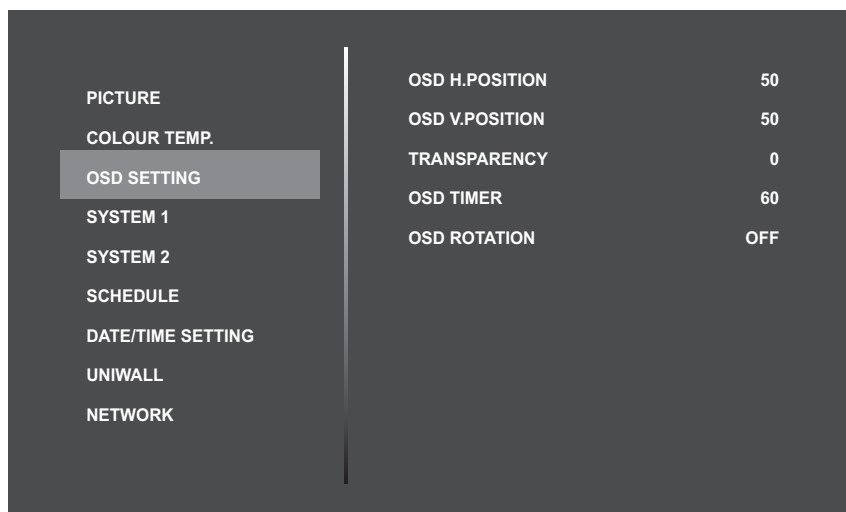 PICTURE
COLOUR TEMP.
OSD SETTING
SYSTEM 1
SYSTEM 2
SCHEDULE
DATE/TIME SETTING
UNIWALL
NETWORK
OSD H.POSITION 50
OSD V.POSITION 50
TRANSPARENCY 0
OSD TIMER 60
OSD ROTATION OFF